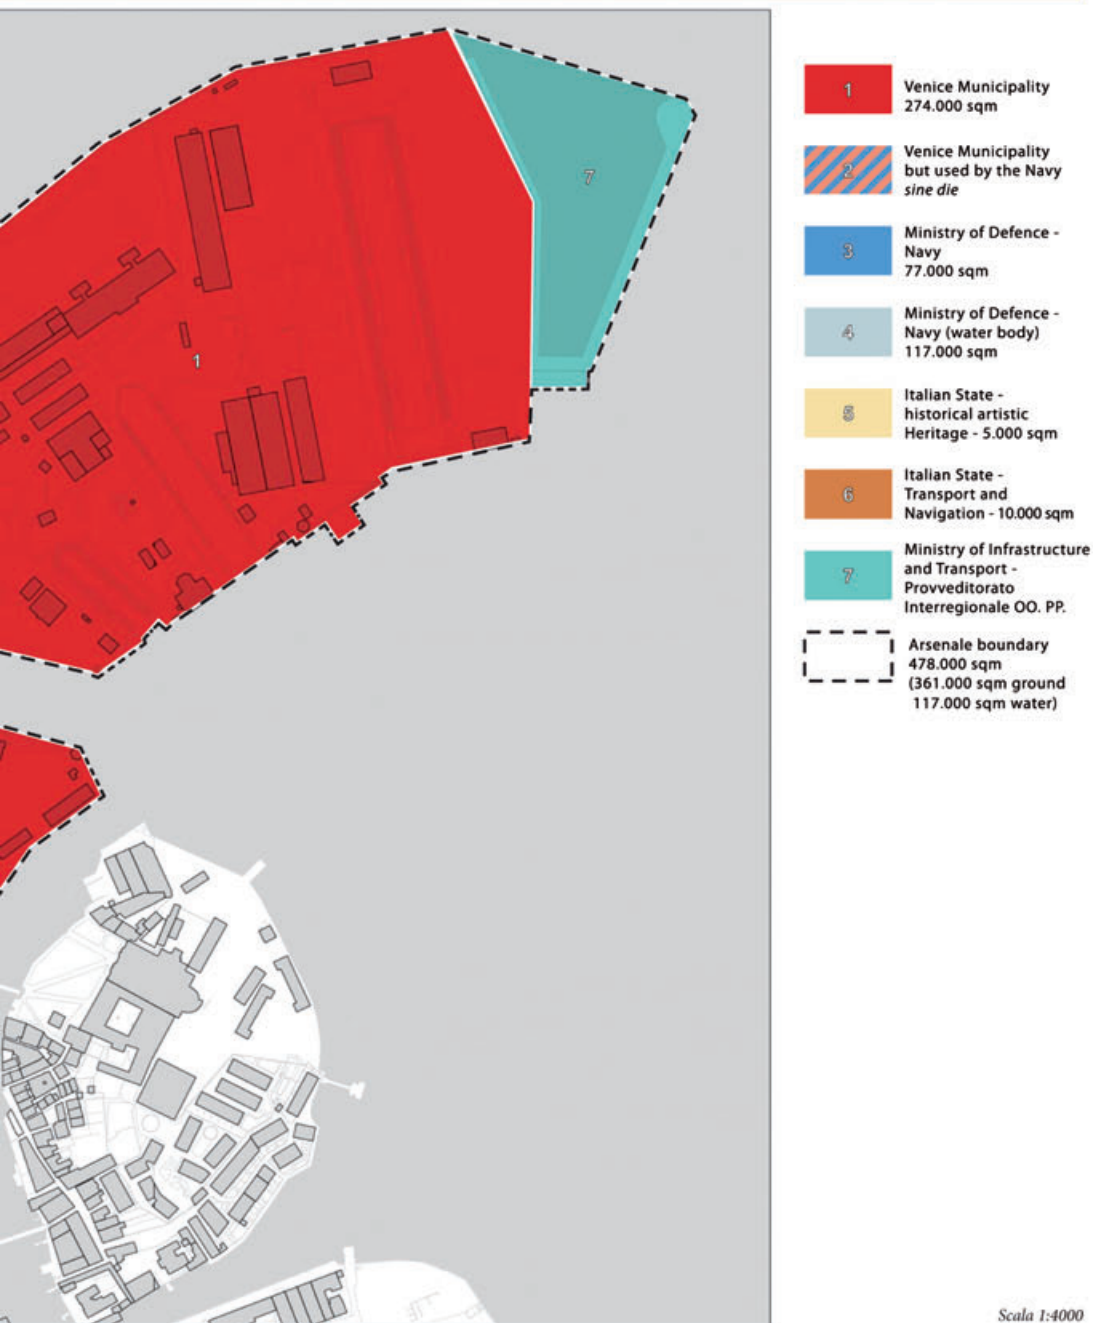 1
7
1
Venice Municipality
274.000 sqm
2
Venice Municipality
but used by the Navy
sine die
3
Ministry of Defence -
Navy
77.000 sqm
4
Ministry of Defence -
Navy (water body)
117.000 sqm
5
Italian State -
historical artistic
Heritage - 5.000 sqm
6
Italian State -
Transport and
Navigation - 10.000 sqm
7
Ministry of Infrastructure
and Transport -
Provveditorato
Interregionale OO. PP.
Arsenale boundary
478.000 sqm
(361.000 sqm ground
117.000 sqm water)
Scala 1:4000